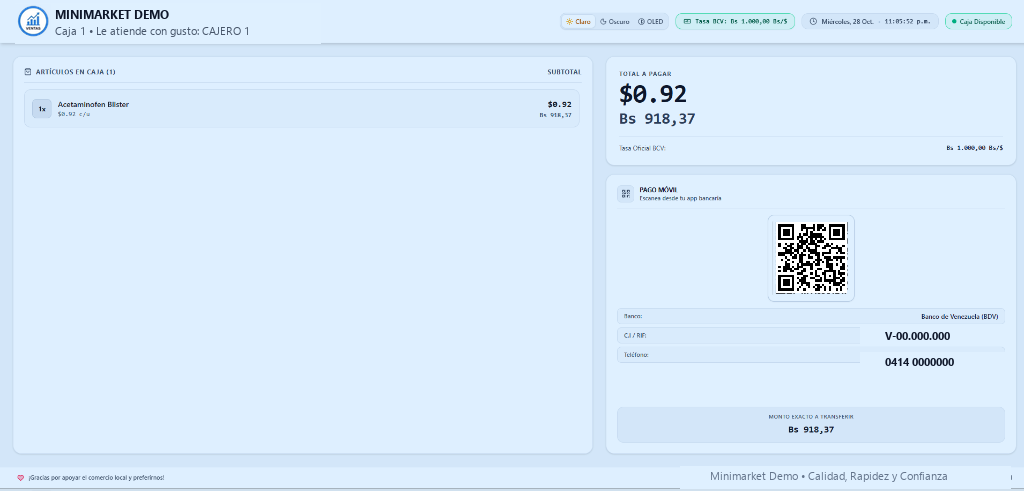 VENTAS
MINIMARKET DEMO
Caja 1 • Le atiende con gusto: CAJERO 1
Claro Oscuro OLED
Tasa BCV: Bs 1.000,00 Bs/$
Miércoles, 28 Oct. · 11:05:52 p.m.
Caja Disponible
ARTÍCULOS EN CAJA (1) SUBTOTAL
1x
Acetaminofen Blister $0.92
$0.92 c/u Bs 918,37
TOTAL A PAGAR
$0.92
Bs 918,37
Tasa Oficial BCV: Bs 1.000,00 Bs/$
PAGO MÓVIL
Escanea desde tu app bancaria
Banco: Banco de Venezuela (BDV)
C.I / RIF: V-00.000.000
Teléfono: 0414 0000000
MONTO EXACTO A TRANSFERIR
Bs 918,37
¡Gracias por apoyar el comercio local y preferirnos!
Minimarket Demo • Calidad, Rapidez y Confianza